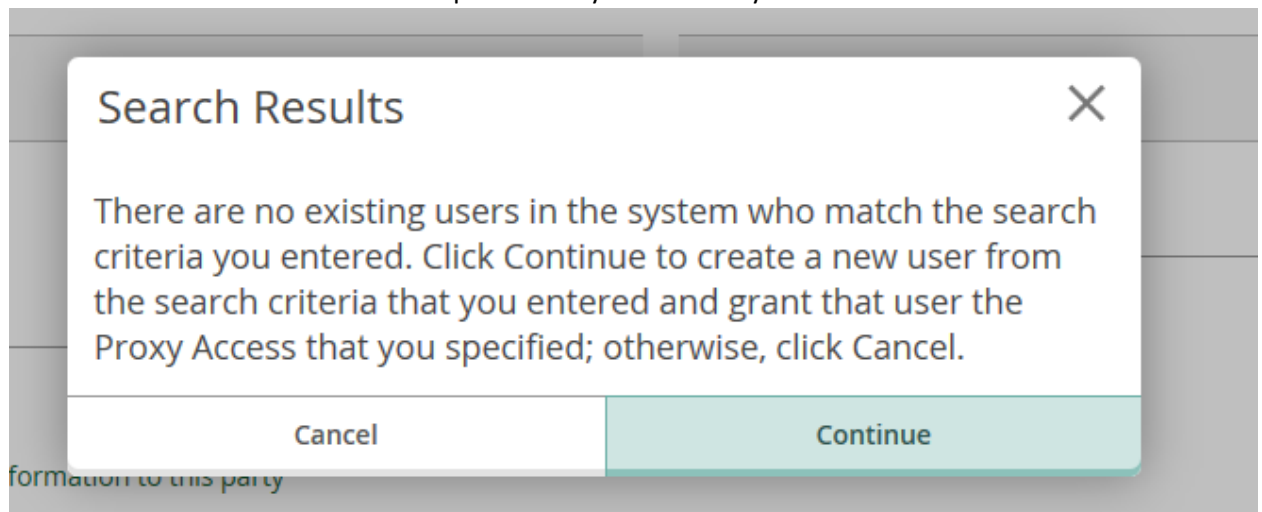 Search Results
There are no existing users in the system who match the search
criteria you entered. Click Continue to create a new user from
the search criteria that you entered and grant that user the
Proxy Access that you specified; otherwise, click Cancel.
Cancel
Continue
to this party